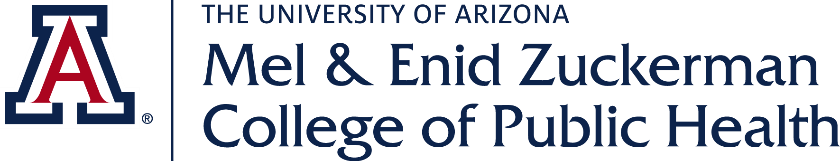 A®
THE UNIVERSITY OF ARIZONA
Mel & Enid Zuckerman
College of Public Health